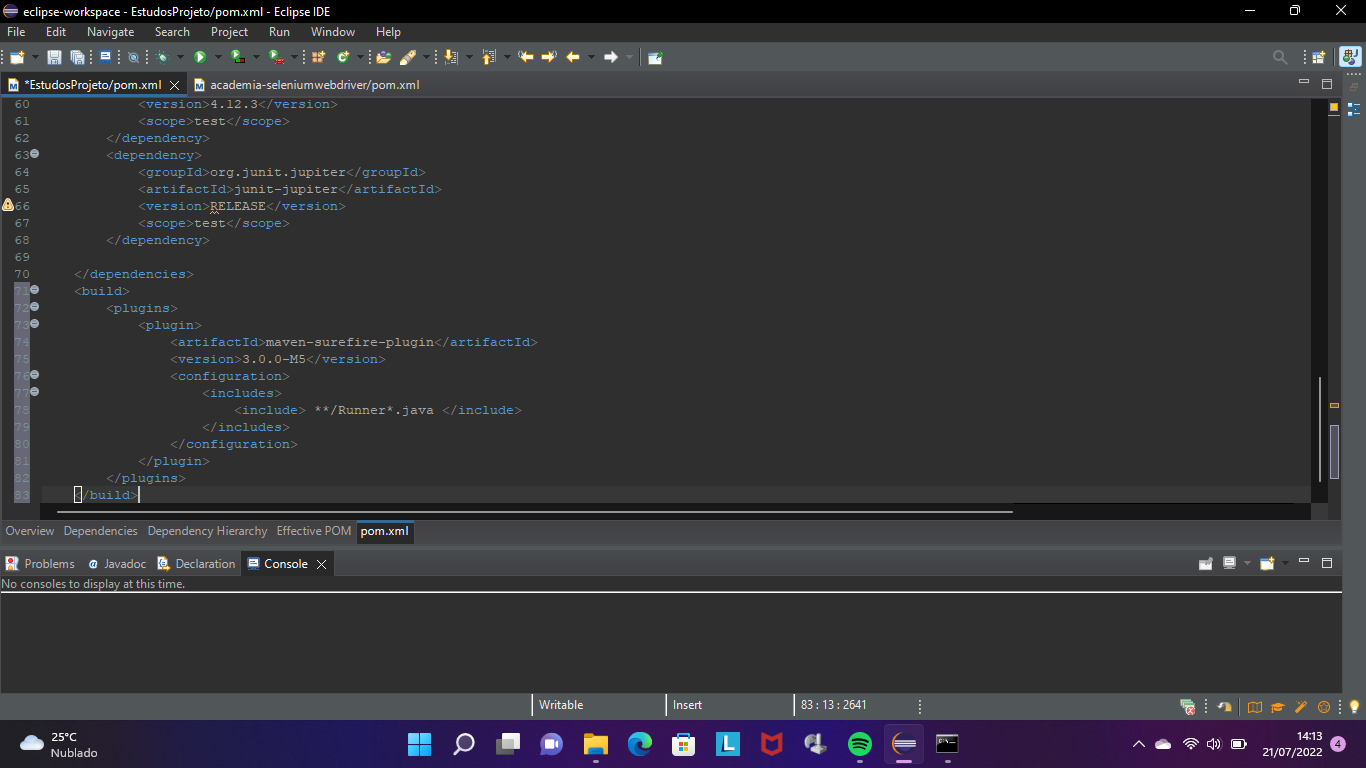 eclipse-workspace - EstudosProjeto/pom.xml - Eclipse IDE
File Edit Navigate Search Project Run Window Help
*EstudosProjeto/pom.xml academia-seleniumwebdriver/pom.xml
60 <version>4.12.3</version>
61 <scope>test</scope>
62 </dependency>
63 <dependency>
64 <groupId>org.junit.jupiter</groupId>
65 <artifactId>junit-jupiter</artifactId>
66 <version>RELEASE</version>
67 <scope>test</scope>
68 </dependency>
69
70 </dependencies>
71 <build>
72 <plugins>
73 <plugin>
74 <artifactId>maven-surefire-plugin</artifactId>
75 <version>3.0.0-M5</version>
76 <configuration>
77 <includes>
78 <include> **/Runner*.java </include>
79 </includes>
80 </configuration>
81 </plugin>
82 </plugins>
83 </build>
Overview Dependencies Dependency Hierarchy Effective POM pom.xml
Problems Javadoc Declaration Console
No consoles to display at this time.
Writable Insert 83 : 13 : 2641
25°C
Nublado
14:13
21/07/2022 4